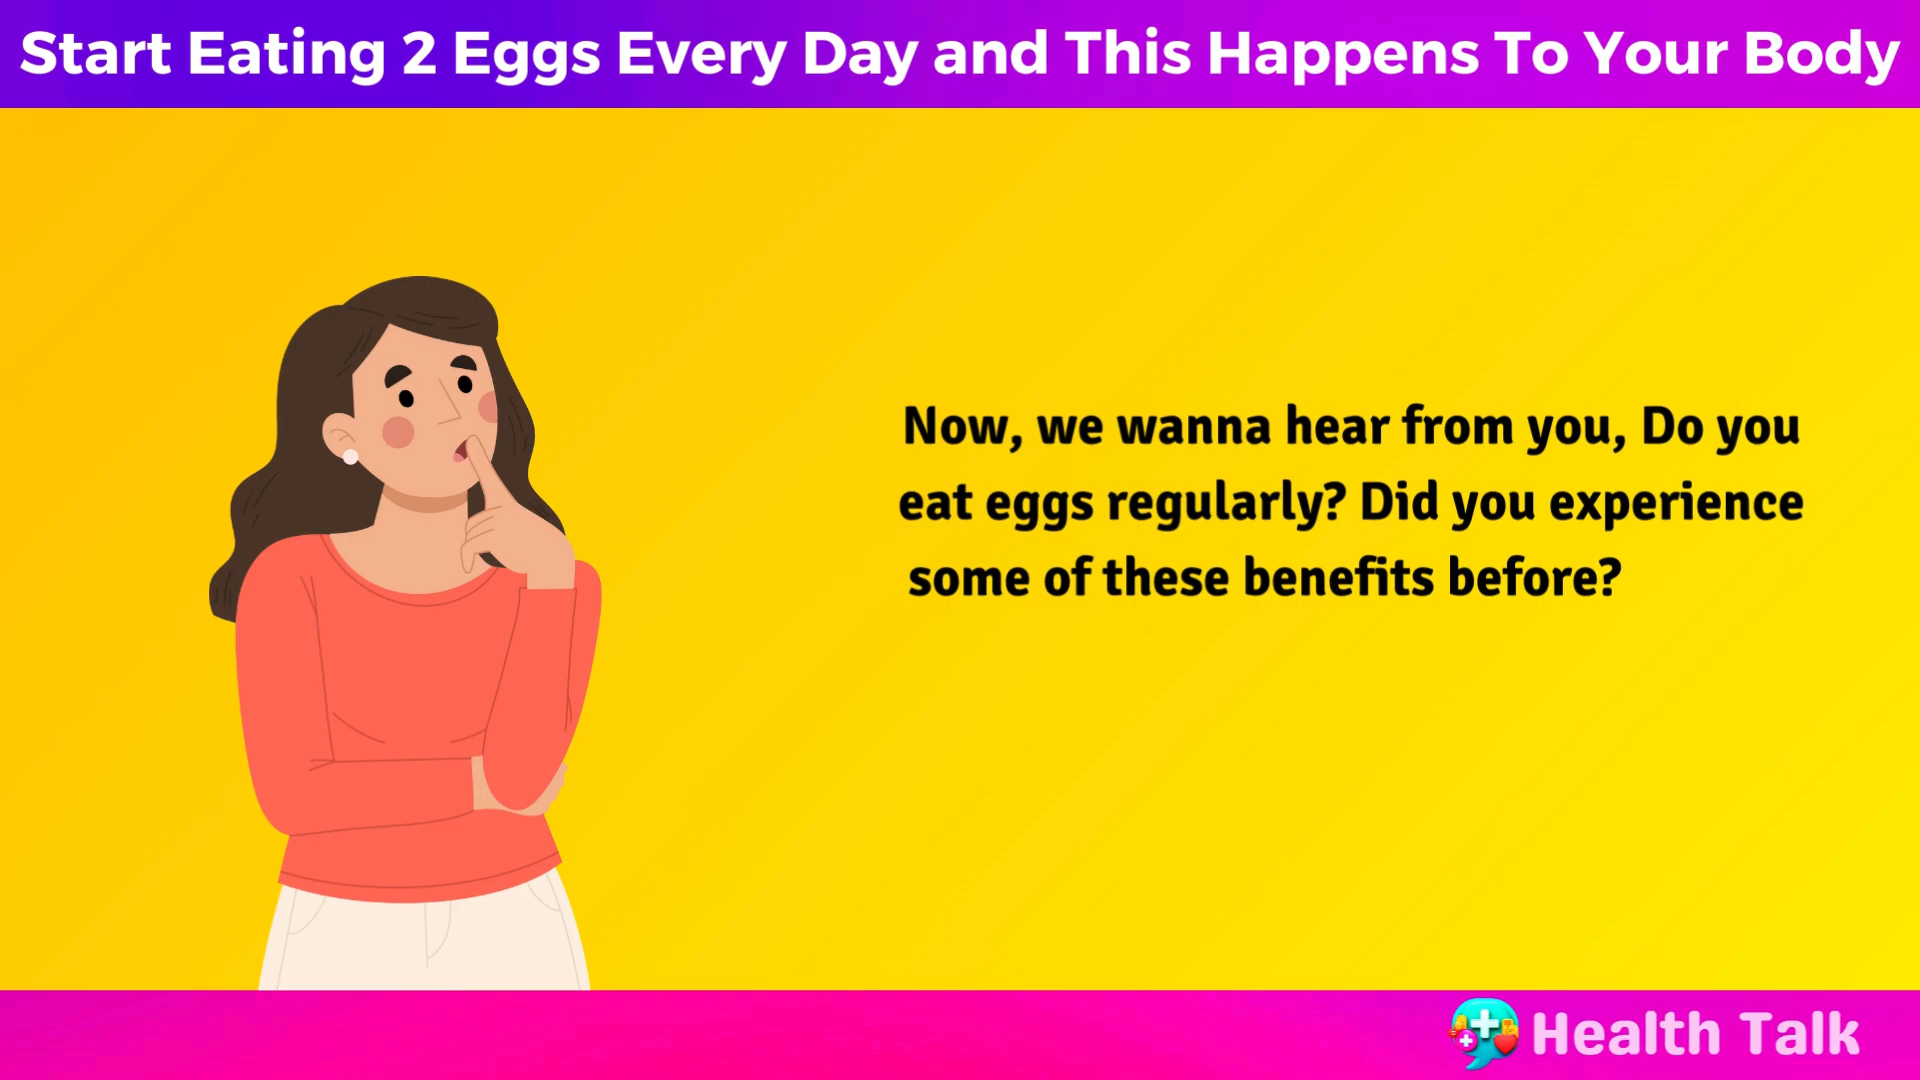 Start Eating 2 Eggs Every Day and This Happens To Your Body
Now, we wanna hear from you, Do you
eat eggs regularly? Did you experience
some of these benefits before?
Health Talk